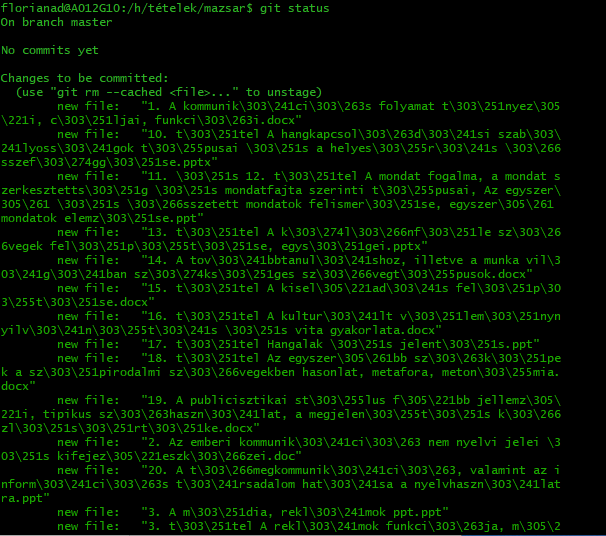 florianad@A012G10:/h/tételek/mazsar$ git status
On branch master
No commits yet
Changes to be committed:
(use "git rm --cached <file>..." to unstage)
new file: "1. A kommunik\303\241ci\303\263s folyamat t\303\251nyez\305
\221i, c\303\251ljai, funkci\303\263i.docx"
new file: "10. t\303\251tel A hangkapcsol\303\263d\303\241si szab\303\
241lyoss\303\241gok t\303\255pusai \303\251s a helyes\303\255r\303\241s \303\266
sszef\303\274gg\303\251se.pptx"
new file: "11. \303\251s 12. t\303\251tel A mondat fogalma, a mondat s
zerkesztetts\303\251g \303\251s mondatfajta szerinti t\303\255pusai, Az egyszer\
305\261 \303\251s \303\266sszetett mondatok felismer\303\251se, egyszer\305\261
mondatok elemz\303\251se.ppt"
new file: "13. t\303\251tel A k\303\274l\303\266nf\303\251le sz\303\26
6vegek fel\303\251p\303\255t\303\251se, egys\303\251gei.pptx"
new file: "14. A tov\303\241bbtanul\303\241shoz, illetve a munka vil\3
03\241g\303\241ban sz\303\274ks\303\251ges sz\303\266vegt\303\255pusok.docx"
new file: "15. t\303\251tel A kisel\305\221ad\303\241s fel\303\251p\30
3\255t\303\251se.docx"
new file: "16. t\303\251tel A kultur\303\241lt v\303\251lem\303\251nyn
yilv\303\241n\303\255t\303\241s \303\251s vita gyakorlata.docx"
new file: "17. t\303\251tel Hangalak \303\251s jelent\303\251s.ppt"
new file: "18. t\303\251tel Az egyszer\305\261bb sz\303\263k\303\251pe
k a sz\303\251pirodalmi sz\303\266vegekben hasonlat, metafora, meton\303\255mia.
docx"
new file: "19. A publicisztikai st\303\255lus f\305\221bb jellemz\305\
221i, tipikus sz\303\263haszn\303\241lat, a megjelen\303\255t\303\251s k\303\266
zl\303\251s\303\251rt\303\251ke.docx"
new file: "2. Az emberi kommunik\303\241ci\303\263 nem nyelvi jelei \3
03\251s kifejez\305\221eszk\303\266zei.doc"
new file: "20. A t\303\266megkommunik\303\241ci\303\263, valamint az i
nform\303\241ci\303\263s t\303\241rsadalom hat\303\241sa a nyelvhaszn\303\241lat
ra.ppt"
new file: "3. A m\303\251dia, rekl\303\241mok ppt.ppt"
new file: "3. t\303\251tel A rekl\303\241mok funkci\303\263ja, m\305\2